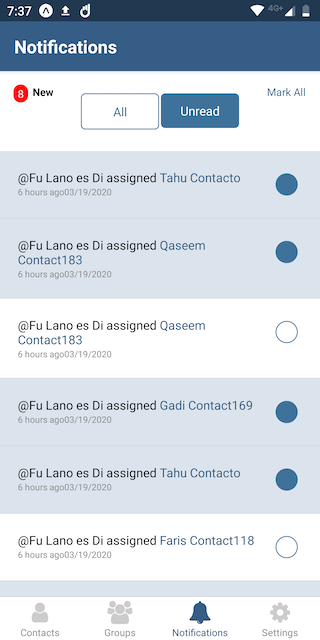 7:37
4G+
Notifications
8 New
All
Unread
Mark All
@Fu Lano es Di assigned Tahu Contacto
6 hours ago03/19/2020
@Fu Lano es Di assigned Qaseem
Contact183
6 hours ago03/19/2020
@Fu Lano es Di assigned Qaseem
Contact183
6 hours ago03/19/2020
@Fu Lano es Di assigned Gadi Contact169
6 hours ago03/19/2020
@Fu Lano es Di assigned Tahu Contacto
6 hours ago03/19/2020
@Fu Lano es Di assigned Faris Contact118
6 hours ago03/19/2020
Contacts
Groups
Notifications
Settings